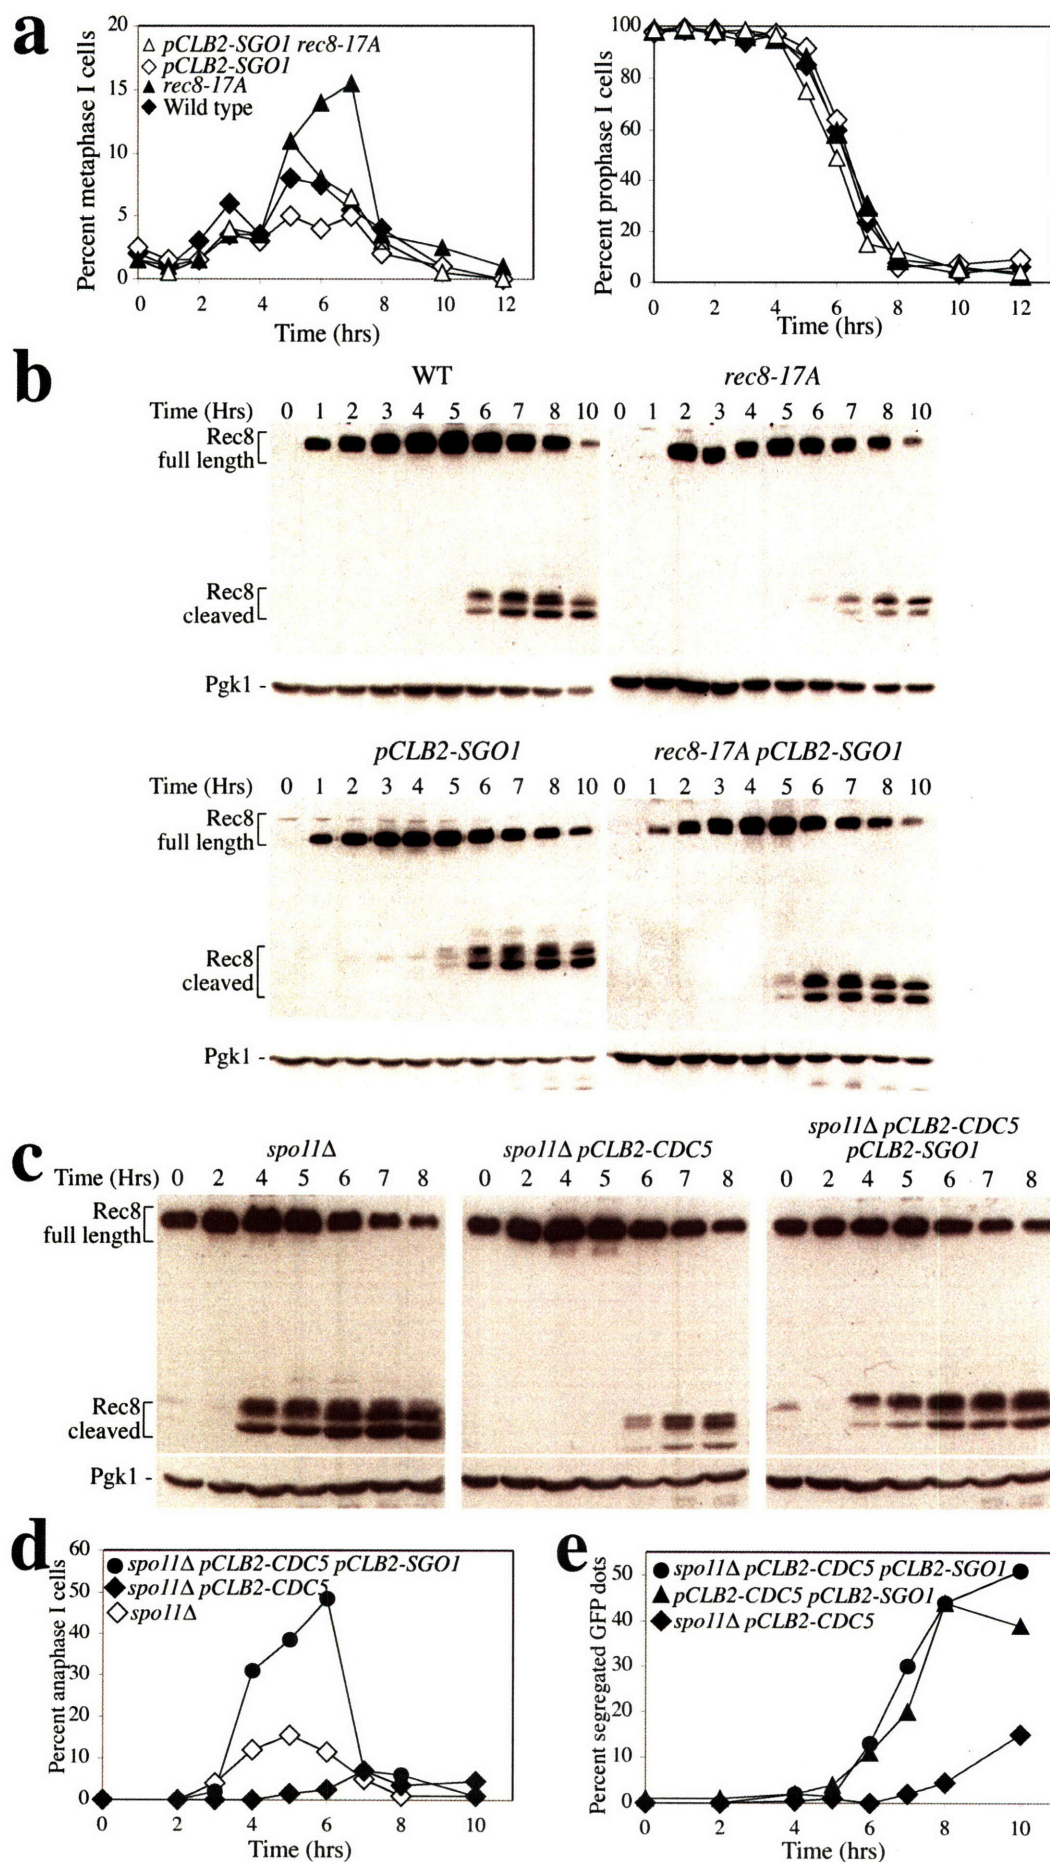 a
Percent metaphase I cells
20
15
10
5
0
△ pCLB2-SGO1 rec8-17A
◇ pCLB2-SGO1
▲ rec8-17A
◆ Wild type
0 2 4 6 8 10 12
Time (hrs)
Percent prophase I cells
100
80
60
40
20
0
0 2 4 6 8 10 12
Time (hrs)
b
WT
rec8-17A
Time (Hrs) 0 1 2 3 4 5 6 7 8 10
0 1 2 3 4 5 6 7 8 10
Rec8
full length
Rec8
cleaved
Pgk1 -
pCLB2-SGO1
rec8-17A pCLB2-SGO1
Time (Hrs) 0 1 2 3 4 5 6 7 8 10
0 1 2 3 4 5 6 7 8 10
Rec8
full length
Rec8
cleaved
Pgk1 -
c
spo11Δ
spo11Δ pCLB2-CDC5
spo11Δ pCLB2-CDC5
pCLB2-SGO1
Time (Hrs) 0 2 4 5 6 7 8
0 2 4 5 6 7 8
0 2 4 5 6 7 8
Rec8
full length
Rec8
cleaved
Pgk1 -
d
Percent anaphase I cells
60
50
40
30
20
10
0
● spo11Δ pCLB2-CDC5 pCLB2-SGO1
◆ spo11Δ pCLB2-CDC5
◇ spo11Δ
0 2 4 6 8 10
Time (hrs)
e
Percent segregated GFP dots
50
40
30
20
10
0
● spo11Δ pCLB2-CDC5 pCLB2-SGO1
▲ pCLB2-CDC5 pCLB2-SGO1
◆ spo11Δ pCLB2-CDC5
0 2 4 6 8 10
Time (hrs)